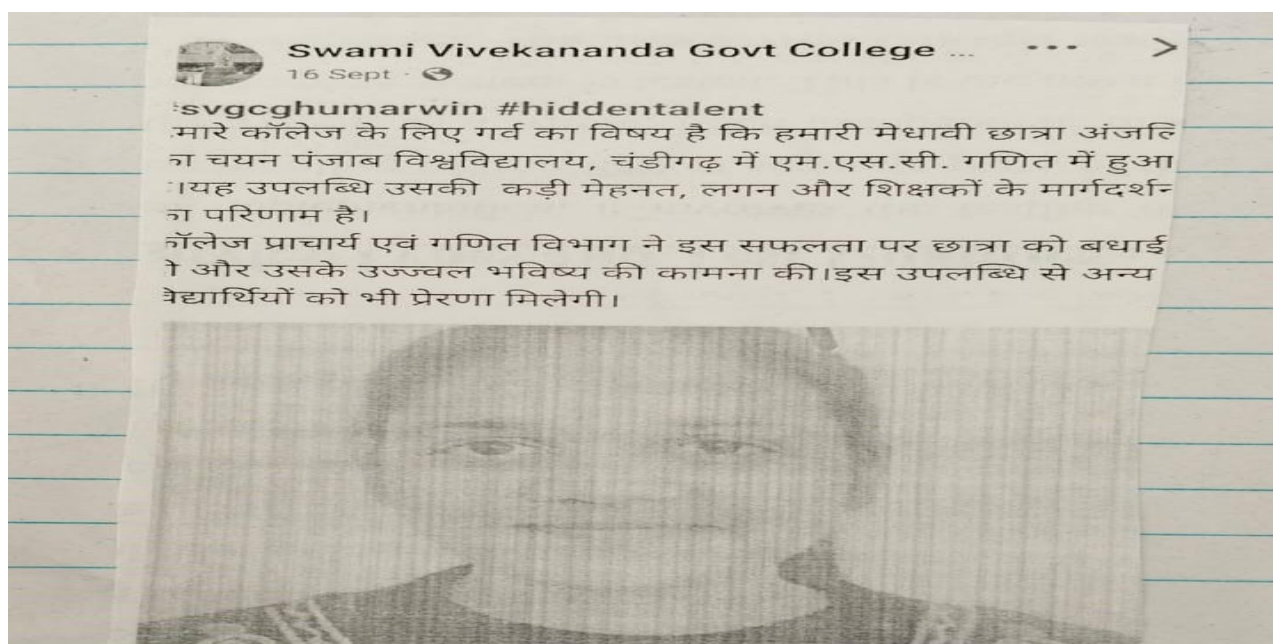 Swami Vivekananda Govt College ...
16 Sept ·
#svgcghumarwin #hiddentalent
हमारे कॉलेज के लिए गर्व का विषय है कि हमारी मेधावी छात्रा अंजलि
का चयन पंजाब विश्वविद्यालय, चंडीगढ़ में एम.एस.सी. गणित में हुआ
।यह उपलब्धि उसकी कड़ी मेहनत, लगन और शिक्षकों के मार्गदर्शन
का परिणाम है।
कॉलेज प्राचार्य एवं गणित विभाग ने इस सफलता पर छात्रा को बधाई
दी और उसके उज्ज्वल भविष्य की कामना की।इस उपलब्धि से अन्य
विद्यार्थियों को भी प्रेरणा मिलेगी।